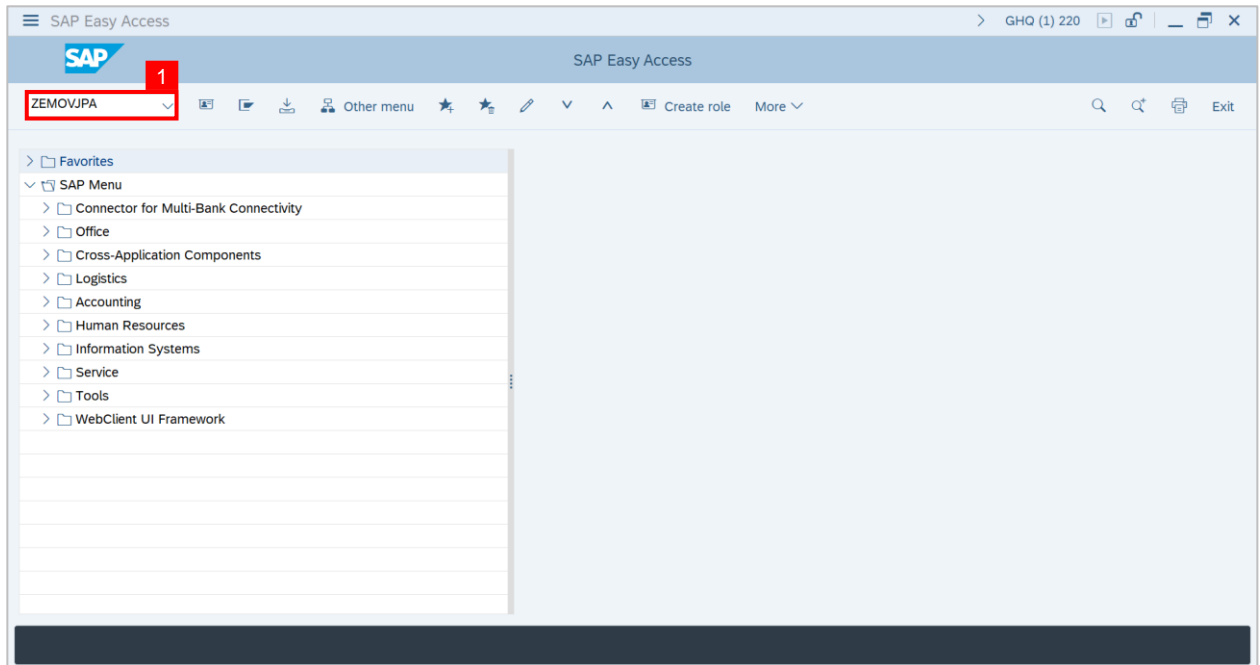 SAP Easy Access
GHQ (1) 220
SAP
SAP Easy Access
1
ZEMOVJPA
Other menu
Create role
More
Exit
Favorites
SAP Menu
Connector for Multi-Bank Connectivity
Office
Cross-Application Components
Logistics
Accounting
Human Resources
Information Systems
Service
Tools
WebClient UI Framework